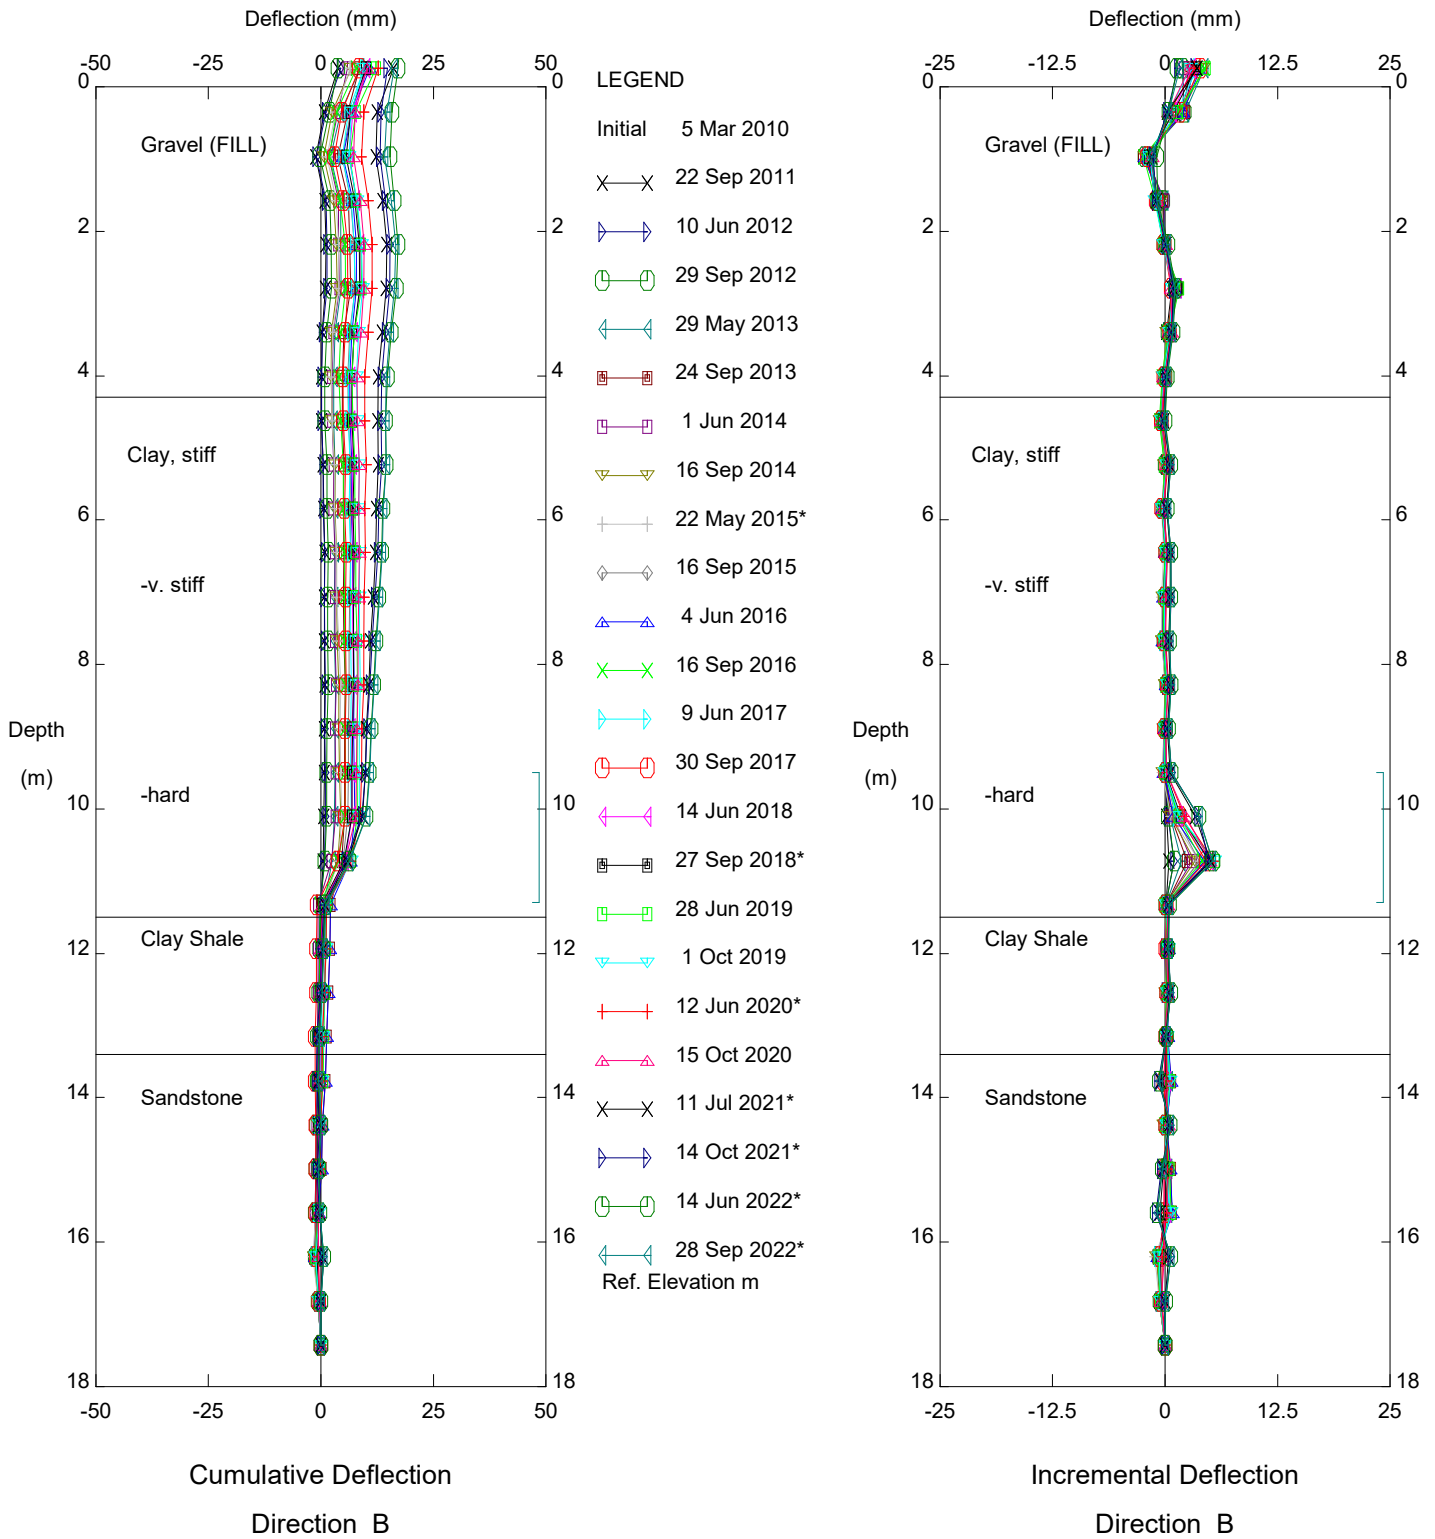 Deflection (mm)
-50 -25 0 25 50
0 0
Gravel (FILL)
2 2
4 4
Clay, stiff
6 6
-v. stiff
8 8
Depth
(m)
-hard
10 10
Clay Shale
12 12
14 14
Sandstone
16 16
18 18
-50 -25 0 25 50
Cumulative Deflection
Direction B
LEGEND
Initial 5 Mar 2010
22 Sep 2011
10 Jun 2012
29 Sep 2012
29 May 2013
24 Sep 2013
1 Jun 2014
16 Sep 2014
22 May 2015*
16 Sep 2015
4 Jun 2016
16 Sep 2016
9 Jun 2017
30 Sep 2017
14 Jun 2018
27 Sep 2018*
28 Jun 2019
1 Oct 2019
12 Jun 2020*
15 Oct 2020
11 Jul 2021*
14 Oct 2021*
14 Jun 2022*
28 Sep 2022*
Ref. Elevation m
Deflection (mm)
-25 -12.5 0 12.5 25
0 0
Gravel (FILL)
2 2
4 4
Clay, stiff
6 6
-v. stiff
8 8
Depth
(m)
-hard
10 10
Clay Shale
12 12
14 14
Sandstone
16 16
18 18
-25 -12.5 0 12.5 25
Incremental Deflection
Direction B